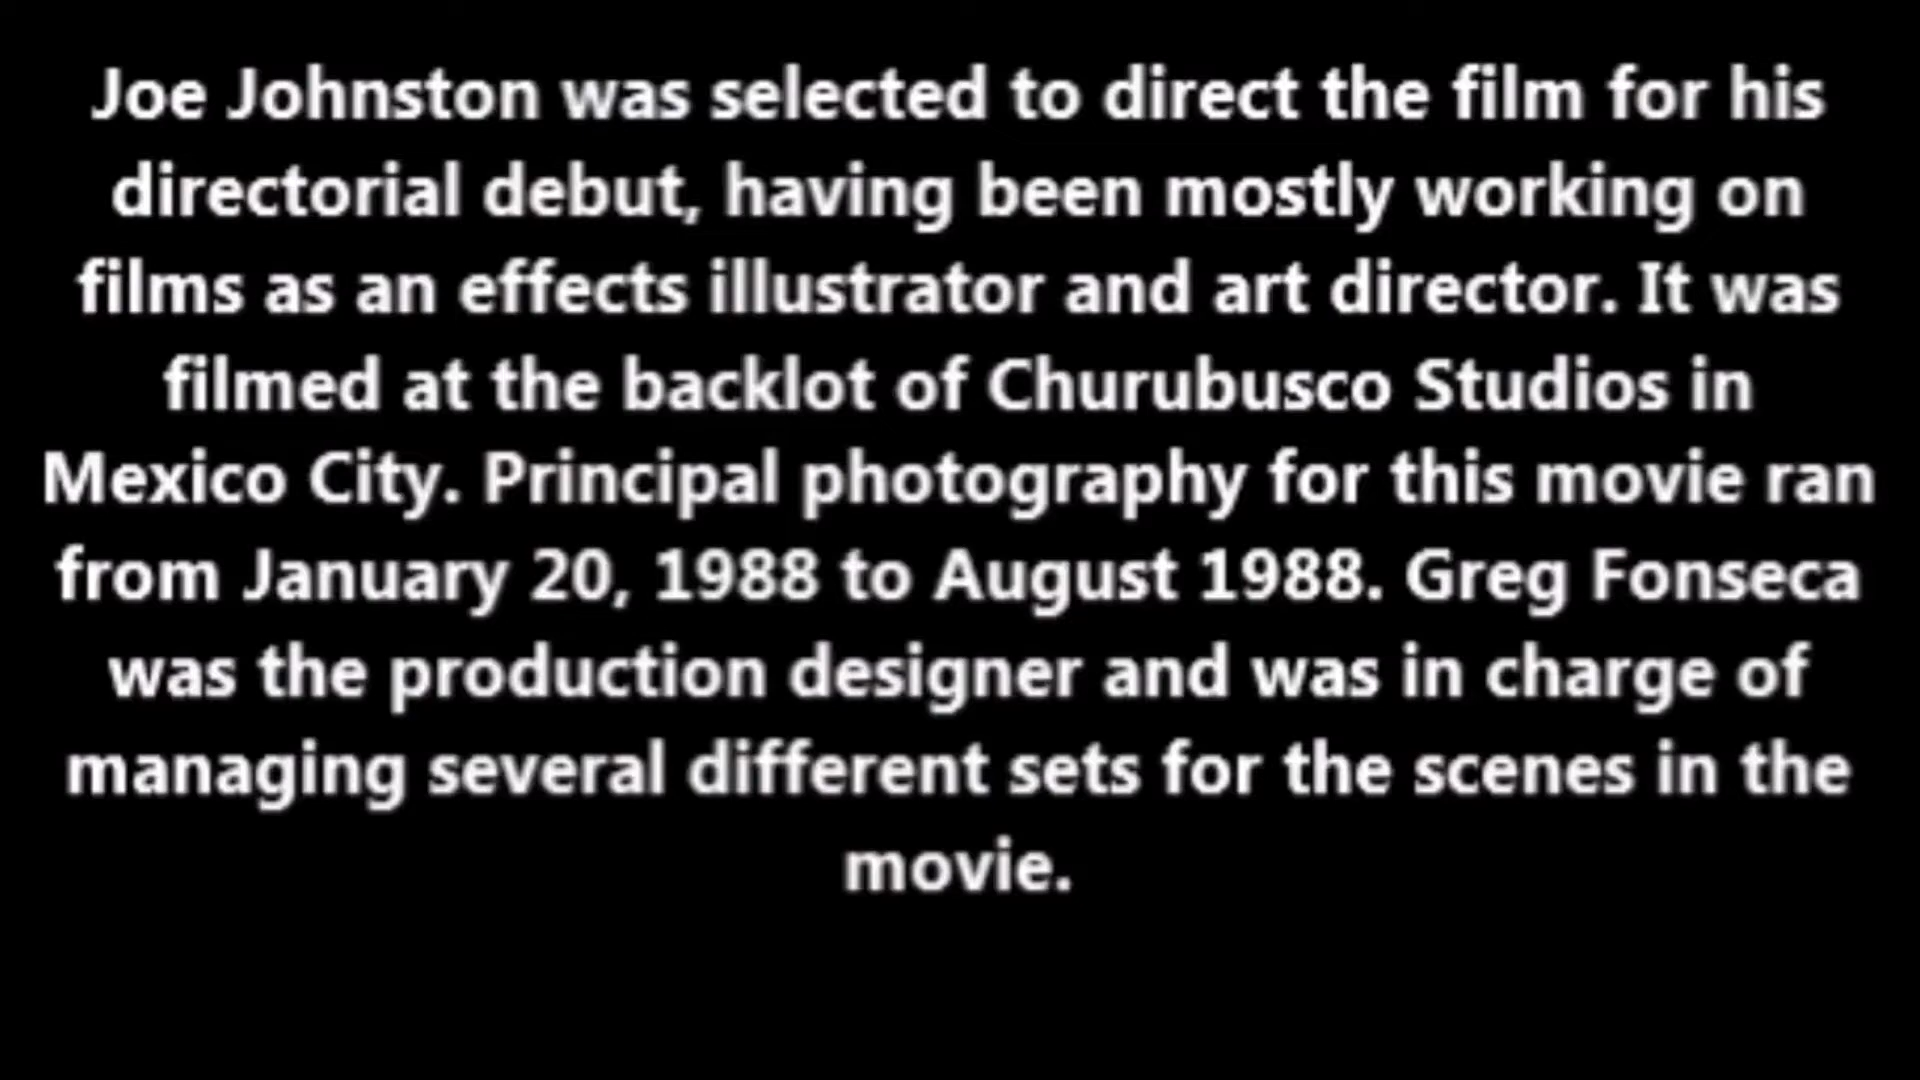 Joe Johnston was selected to direct the film for his
directorial debut, having been mostly working on
films as an effects illustrator and art director. It was
filmed at the backlot of Churubusco Studios in
Mexico City. Principal photography for this movie ran
from January 20, 1988 to August 1988. Greg Fonseca
was the production designer and was in charge of
managing several different sets for the scenes in the
movie.